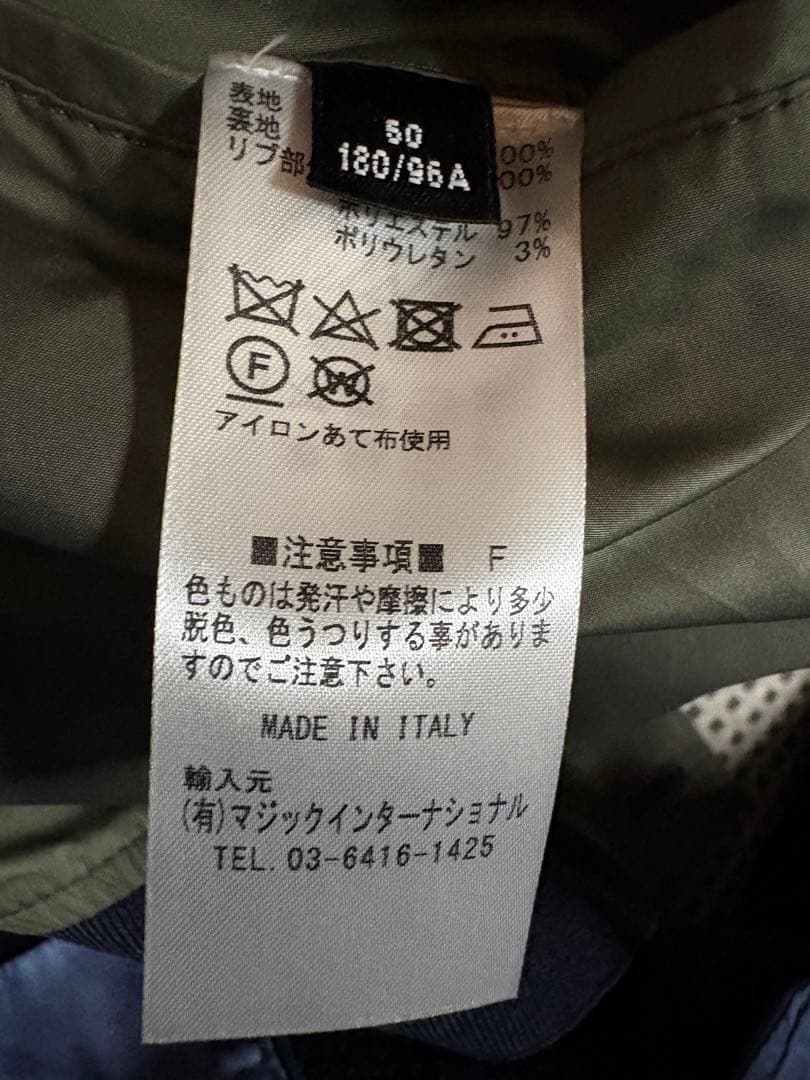 表地
裏地
リブ部
50
180/96A
00%
00%
ポリエステル 97%
ポリウレタン 3%
F
W
アイロンあて布使用
■注意事項■ F
色ものは発汗や摩擦により多少
脱色、色うつりする事がありま
すのでご注意下さい。
MADE IN ITALY
輸入元
(有)マジックインターナショナル
TEL. 03-6416-1425